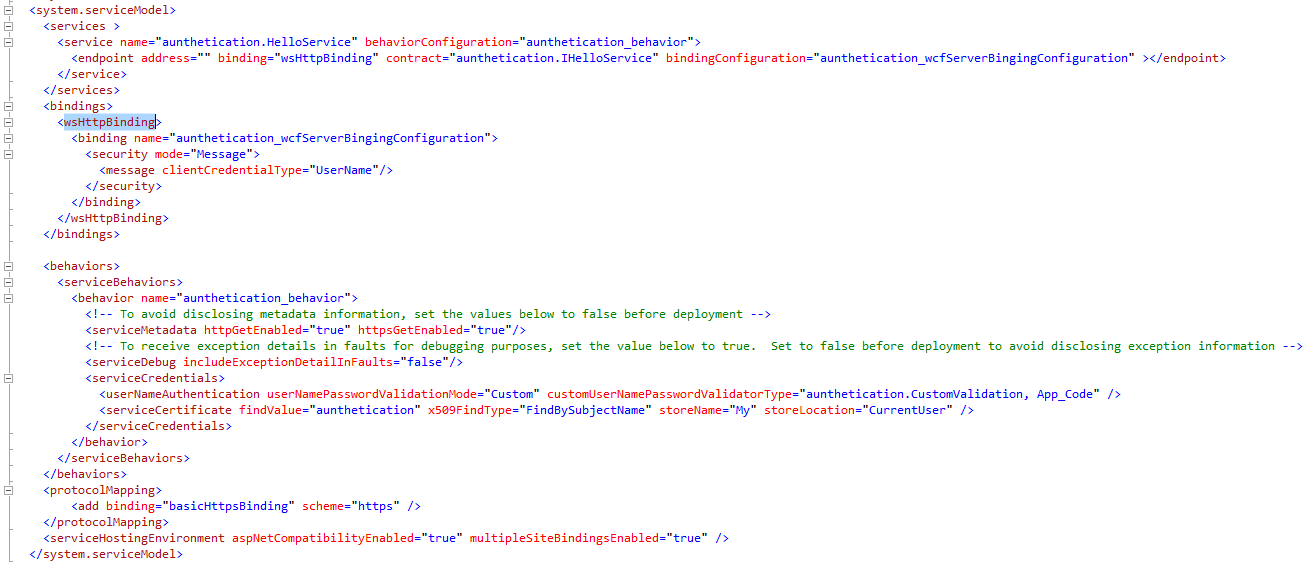 <system.serviceModel>
<services >
<service name="aunthetication.HelloService" behaviorConfiguration="aunthetication_behavior">
<endpoint address="" binding="wsHttpBinding" contract="aunthetication.IHelloService" bindingConfiguration="aunthetication_wcfServerBingingConfiguration" ></endpoint>
</service>
</services>
<bindings>
<wsHttpBinding>
<binding name="aunthetication_wcfServerBingingConfiguration">
<security mode="Message">
<message clientCredentialType="UserName"/>
</security>
</binding>
</wsHttpBinding>
</bindings>
<behaviors>
<serviceBehaviors>
<behavior name="aunthetication_behavior">
<!-- To avoid disclosing metadata information, set the values below to false before deployment -->
<serviceMetadata httpGetEnabled="true" httpsGetEnabled="true"/>
<!-- To receive exception details in faults for debugging purposes, set the value below to true.  Set to false before deployment to avoid disclosing exception information -->
<serviceDebug includeExceptionDetailInFaults="false"/>
<serviceCredentials>
<userNameAuthentication userNamePasswordValidationMode="Custom" customUserNamePasswordValidatorType="aunthetication.CustomValidation, App_Code" />
<serviceCertificate findValue="aunthetication" x509FindType="FindBySubjectName" storeName="My" storeLocation="CurrentUser" />
</serviceCredentials>
</behavior>
</serviceBehaviors>
</behaviors>
<protocolMapping>
<add binding="basicHttpsBinding" scheme="https" />
</protocolMapping>
<serviceHostingEnvironment aspNetCompatibilityEnabled="true" multipleSiteBindingsEnabled="true" />
</system.serviceModel>